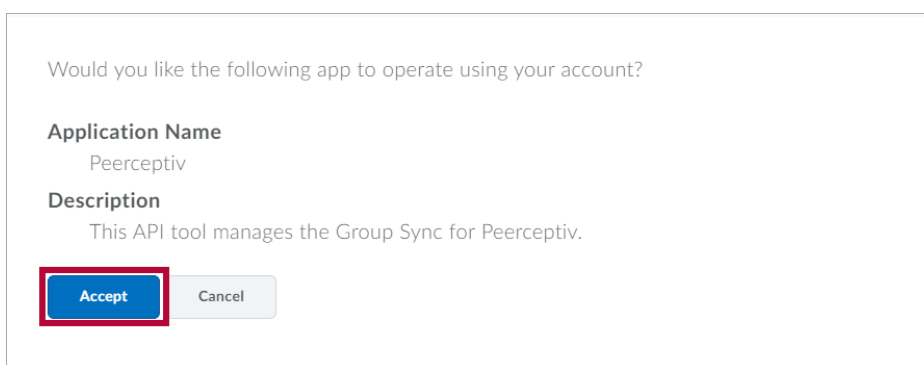 Would you like the following app to operate using your account?
Application Name
Peerceptiv
Description
This API tool manages the Group Sync for Peerceptiv.
Accept Cancel